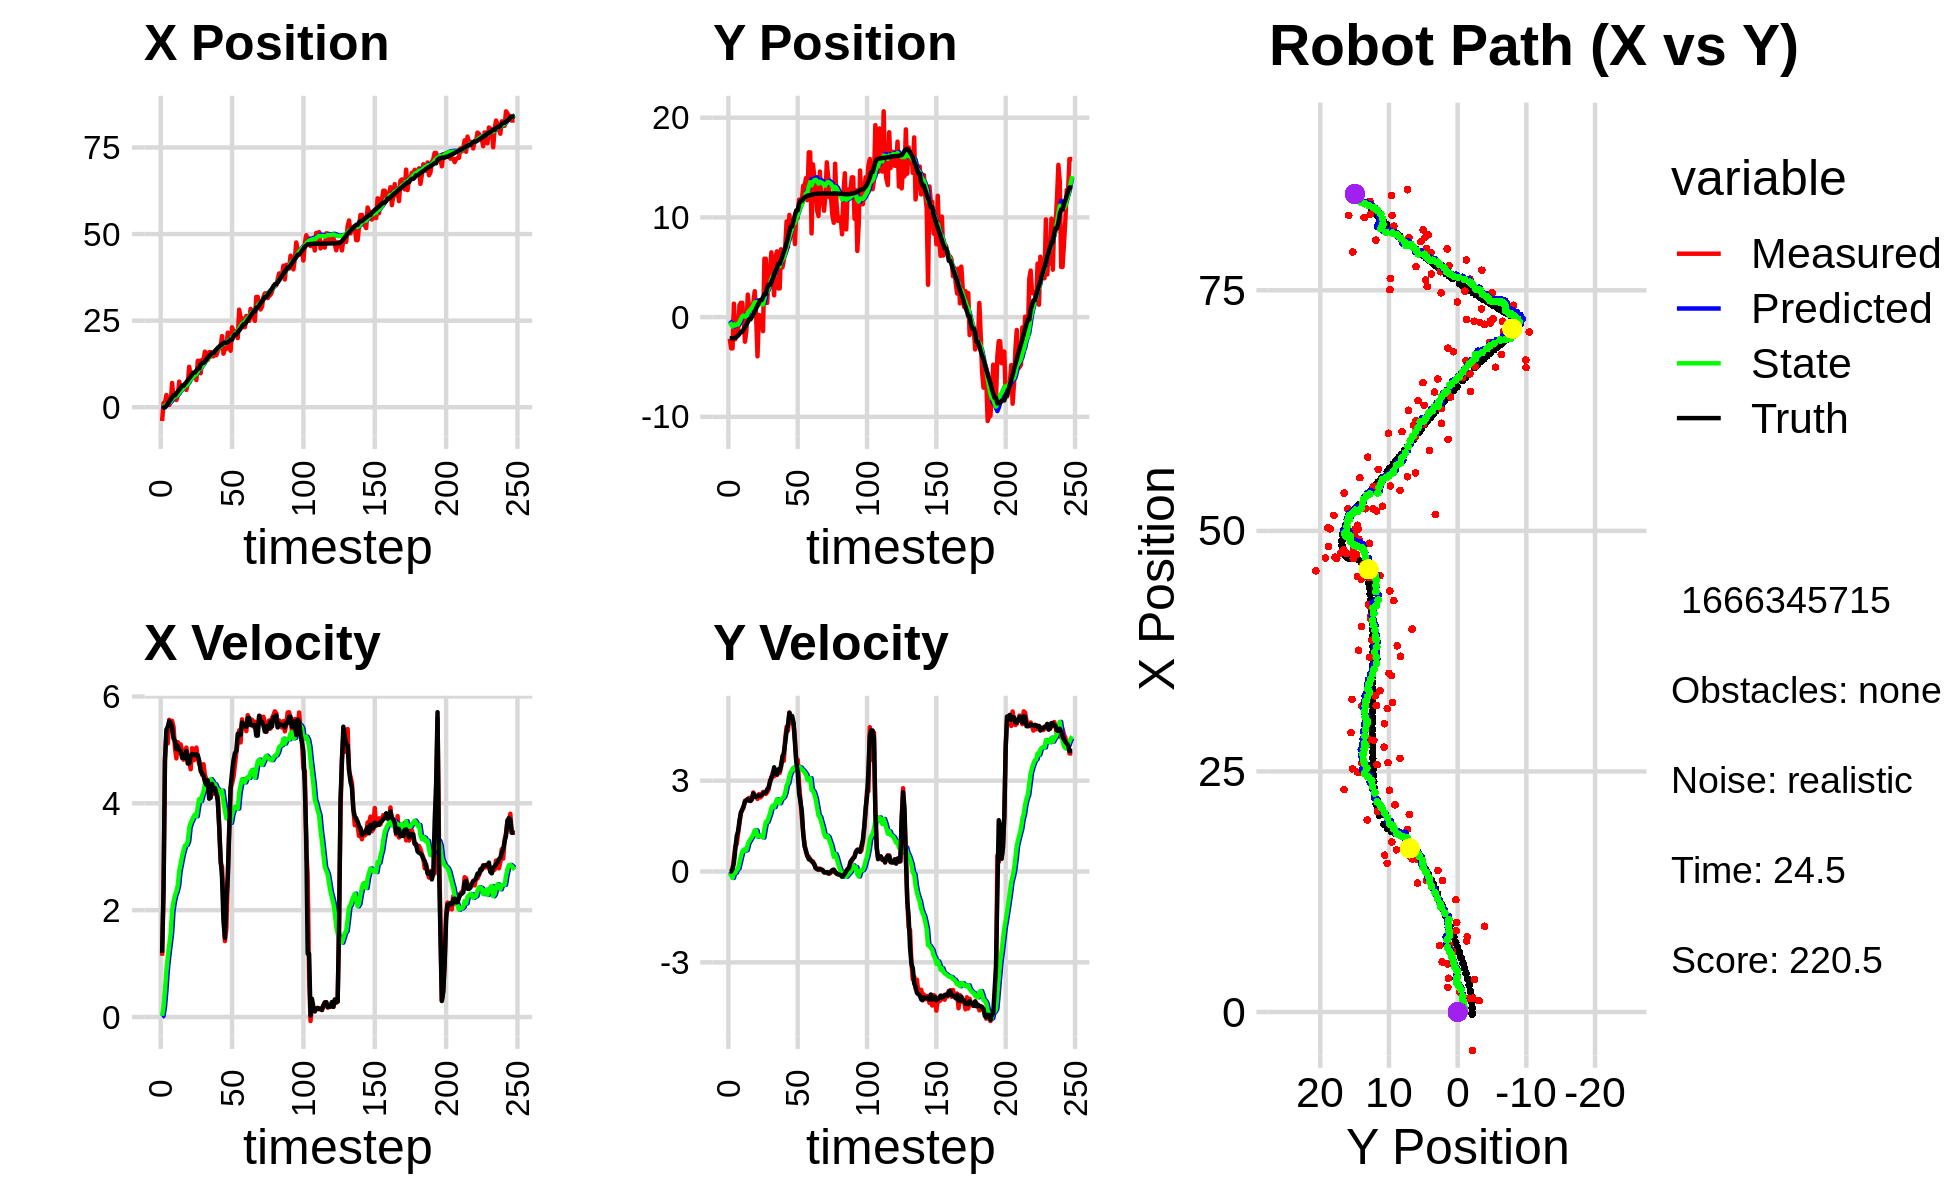 X Position
75
50
25
0
0 50 100 150 200 250
timestep
Y Position
20
10
0
-10
0 50 100 150 200 250
timestep
X Velocity
6
4
2
0
0 50 100 150 200 250
timestep
Y Velocity
3
0
-3
0 50 100 150 200 250
timestep
Robot Path (X vs Y)
X Position
75
50
25
0
20 10 0 -10 -20
Y Position
variable
Measured
Predicted
State
Truth
1666345715
Obstacles: none
Noise: realistic
Time: 24.5
Score: 220.5